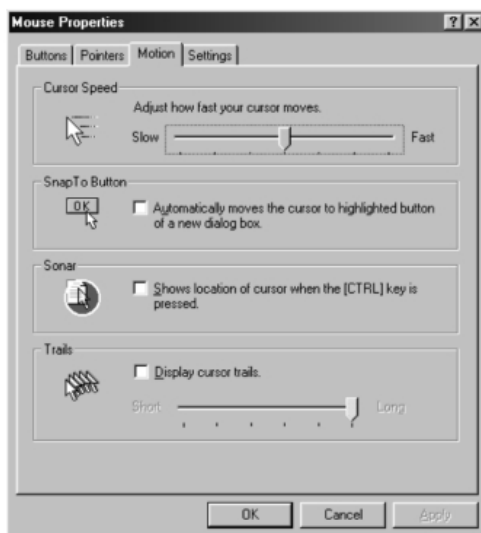 Mouse Properties
Buttons Pointers Motion Settings
Cursor Speed
Adjust how fast your cursor moves.
Slow Fast
SnapTo Button
OK
Automatically moves the cursor to highlighted button
of a new dialog box.
Sonar
Shows location of cursor when the [CTRL] key is
pressed.
Trails
Display cursor trails.
Short Long
OK Cancel Apply